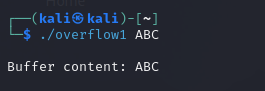 ┌──(kali㉿kali)-[~]
└─$ ./overflow1 ABC
Buffer content: ABC